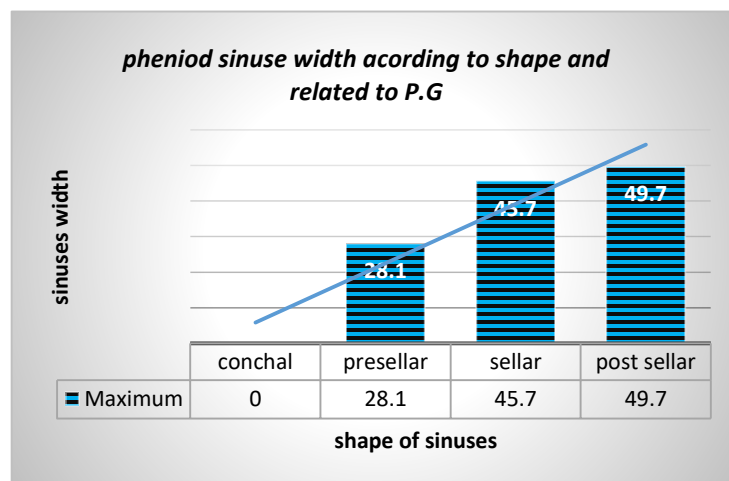 pheniod sinuse width acording to shape and
related to P.G
sinuses width
28.1
45.7
49.7
conchal presellar sellar post sellar
Maximum 0 28.1 45.7 49.7
shape of sinuses